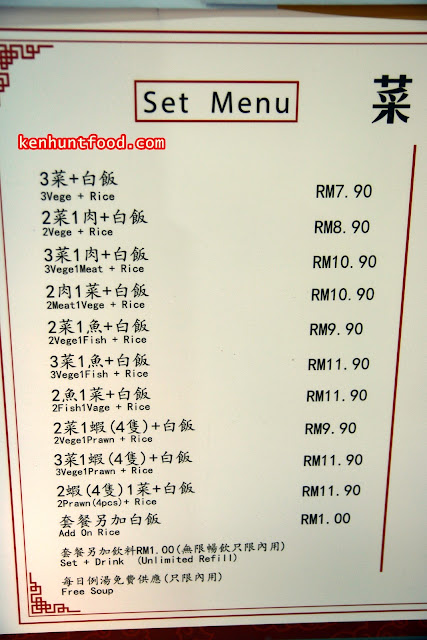 Set Menu
菜
kenhuntfood.com
3菜+白飯 RM7.90
3Vege + Rice
2菜1肉+白飯 RM8.90
2Vege + Rice
3菜1肉+白飯 RM10.90
3Vege1Meat + Rice
2肉1菜+白飯 RM10.90
2Meat1Vege + Rice
2菜1魚+白飯 RM9.90
2Vege1Fish + Rice
3菜1魚+白飯 RM11.90
3Vege1Fish + Rice
2魚1菜+白飯 RM11.90
2Fish1Vage + Rice
2菜1蝦(4隻)+白飯 RM9.90
2Vege1Prawn + Rice
3菜1蝦(4隻)+白飯 RM11.90
3Vege1Prawn + Rice
2蝦(4隻)1菜+白飯 RM11.90
2Prawn(4pcs)+ Rice
套餐另加白飯 RM1.00
Add On Rice
套餐另加飲料RM1.00(無限暢飲只限內用)
Set + Drink (Unlimited Refill)
每日例湯免費供應(只限內用)
Free Soup